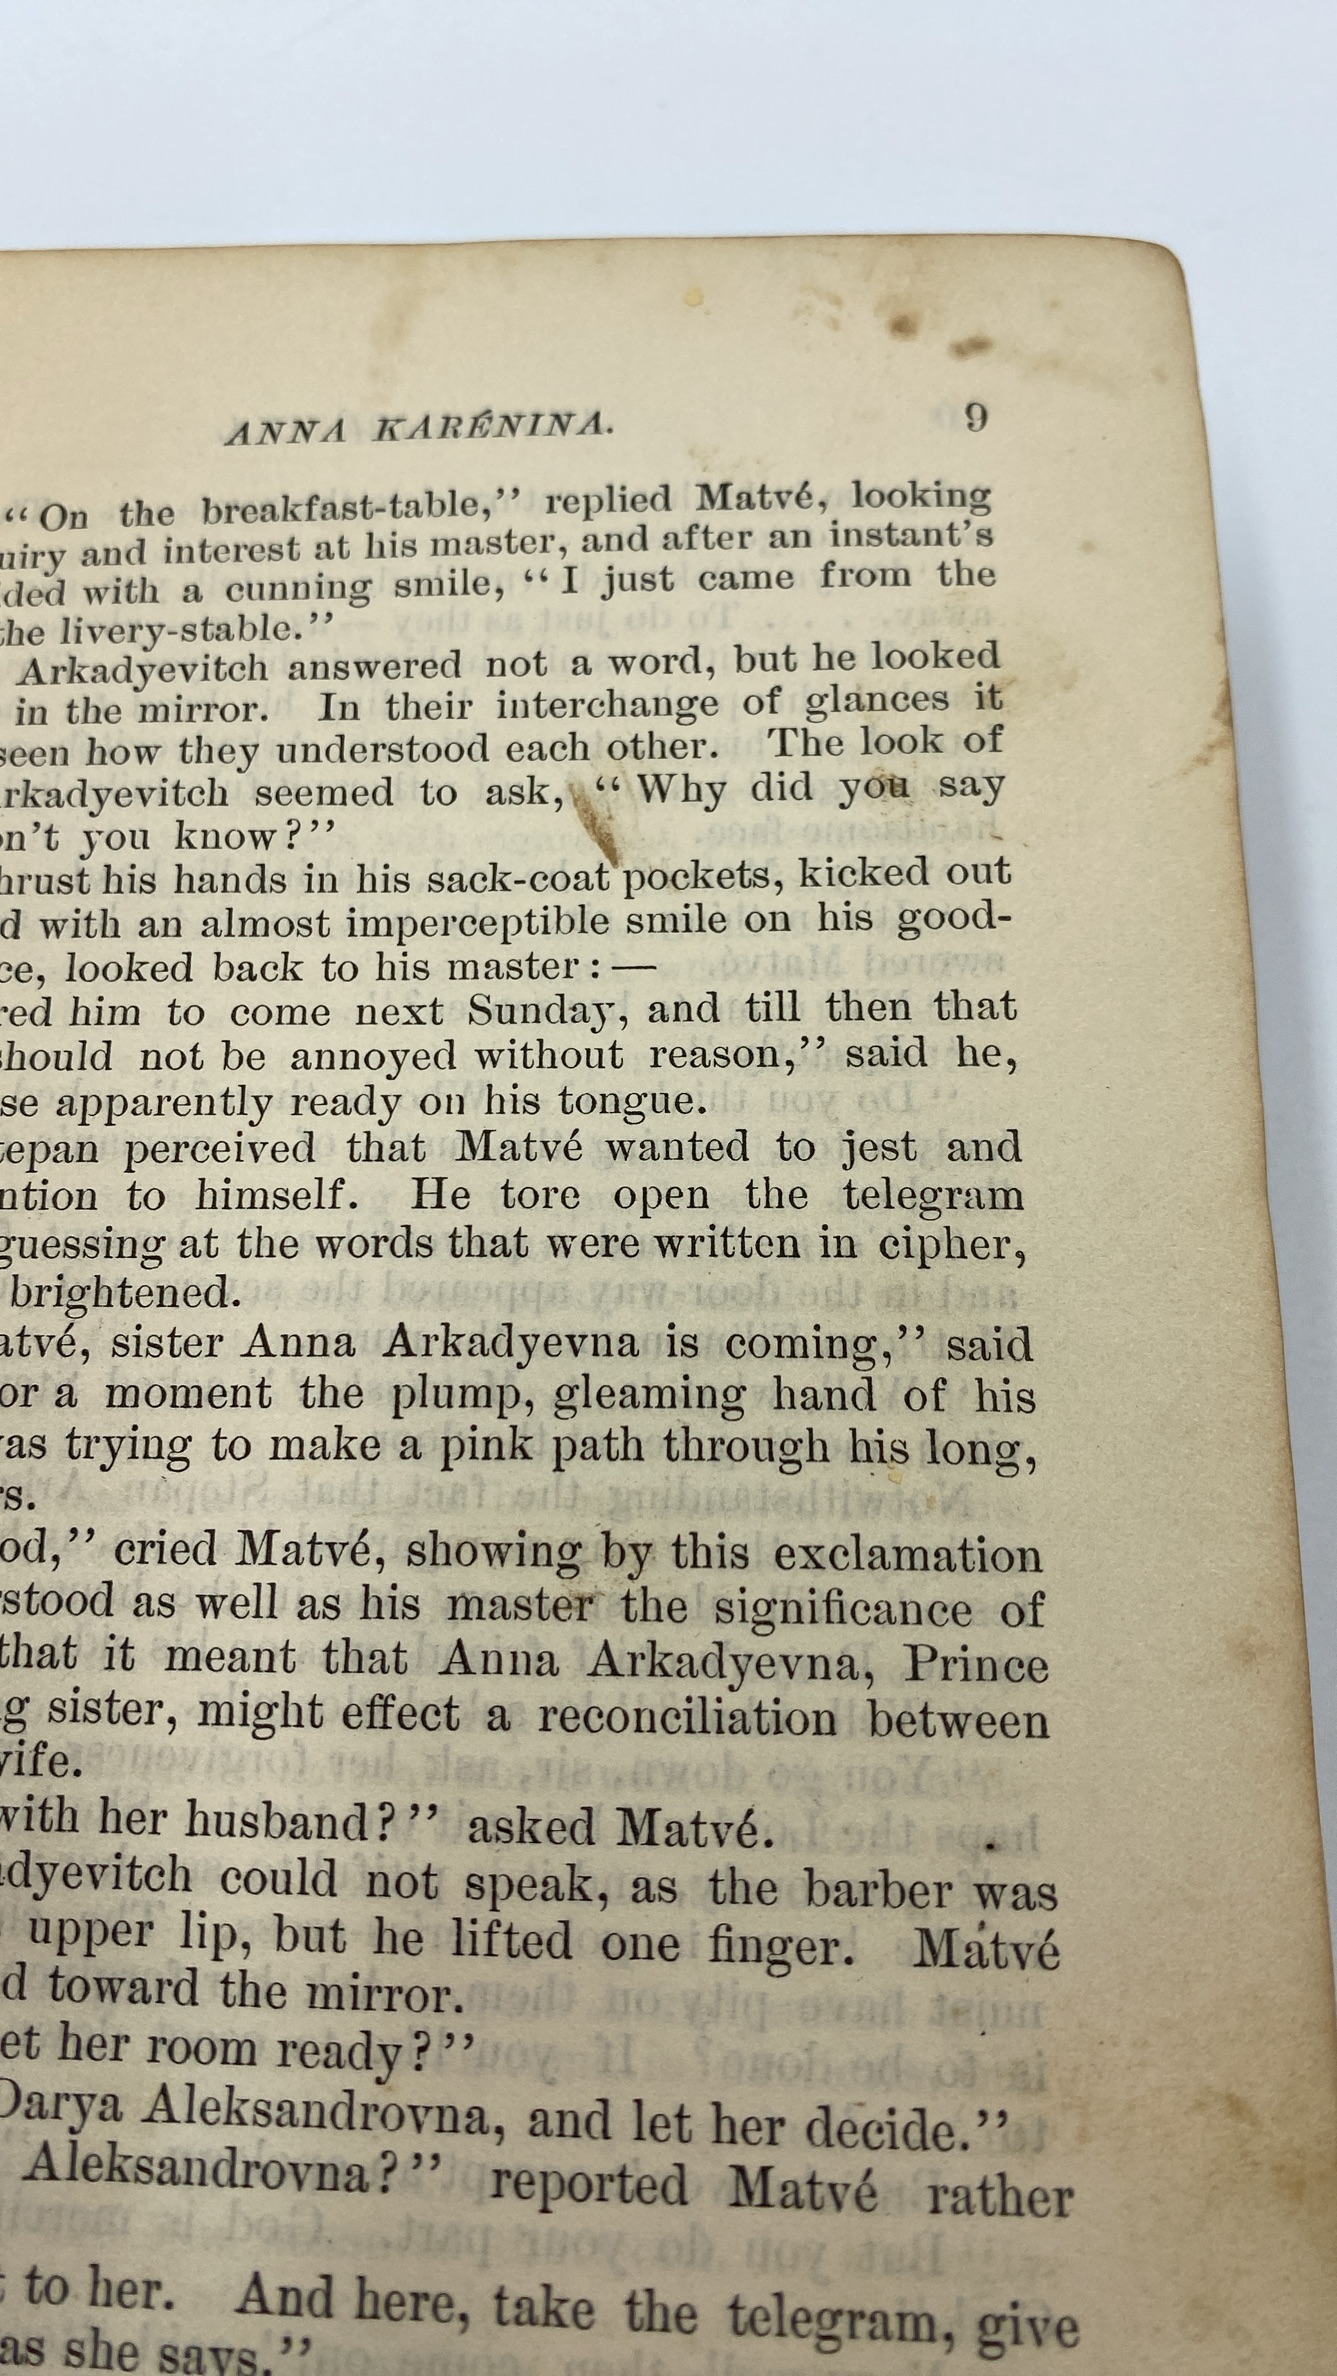 ANNA KARÉNINA. 9
“On the breakfast-table,” replied Matvé, looking
uiry and interest at his master, and after an instant’s
ded with a cunning smile, “I just came from the
the livery-stable.”
Arkadyevitch answered not a word, but he looked
in the mirror. In their interchange of glances it
seen how they understood each other. The look of
rkadyevitch seemed to ask, “Why did you say
on’t you know?”
hrust his hands in his sack-coat pockets, kicked out
d with an almost imperceptible smile on his good-
ce, looked back to his master: —
red him to come next Sunday, and till then that
should not be annoyed without reason,” said he,
se apparently ready on his tongue.
tepan perceived that Matvé wanted to jest and
ntion to himself. He tore open the telegram
guessing at the words that were written in cipher,
brightened.
atvé, sister Anna Arkadyevna is coming,” said
or a moment the plump, gleaming hand of his
vas trying to make a pink path through his long,
rs.
od,” cried Matvé, showing by this exclamation
rstood as well as his master the significance of
that it meant that Anna Arkadyevna, Prince
g sister, might effect a reconciliation between
wife.
with her husband?” asked Matvé.
adyevitch could not speak, as the barber was
upper lip, but he lifted one finger. Matvé
d toward the mirror.
et her room ready?”
Darya Aleksandrovna, and let her decide.”
Aleksandrovna?” reported Matvé rather
t to her. And here, take the telegram, give
as she says.”